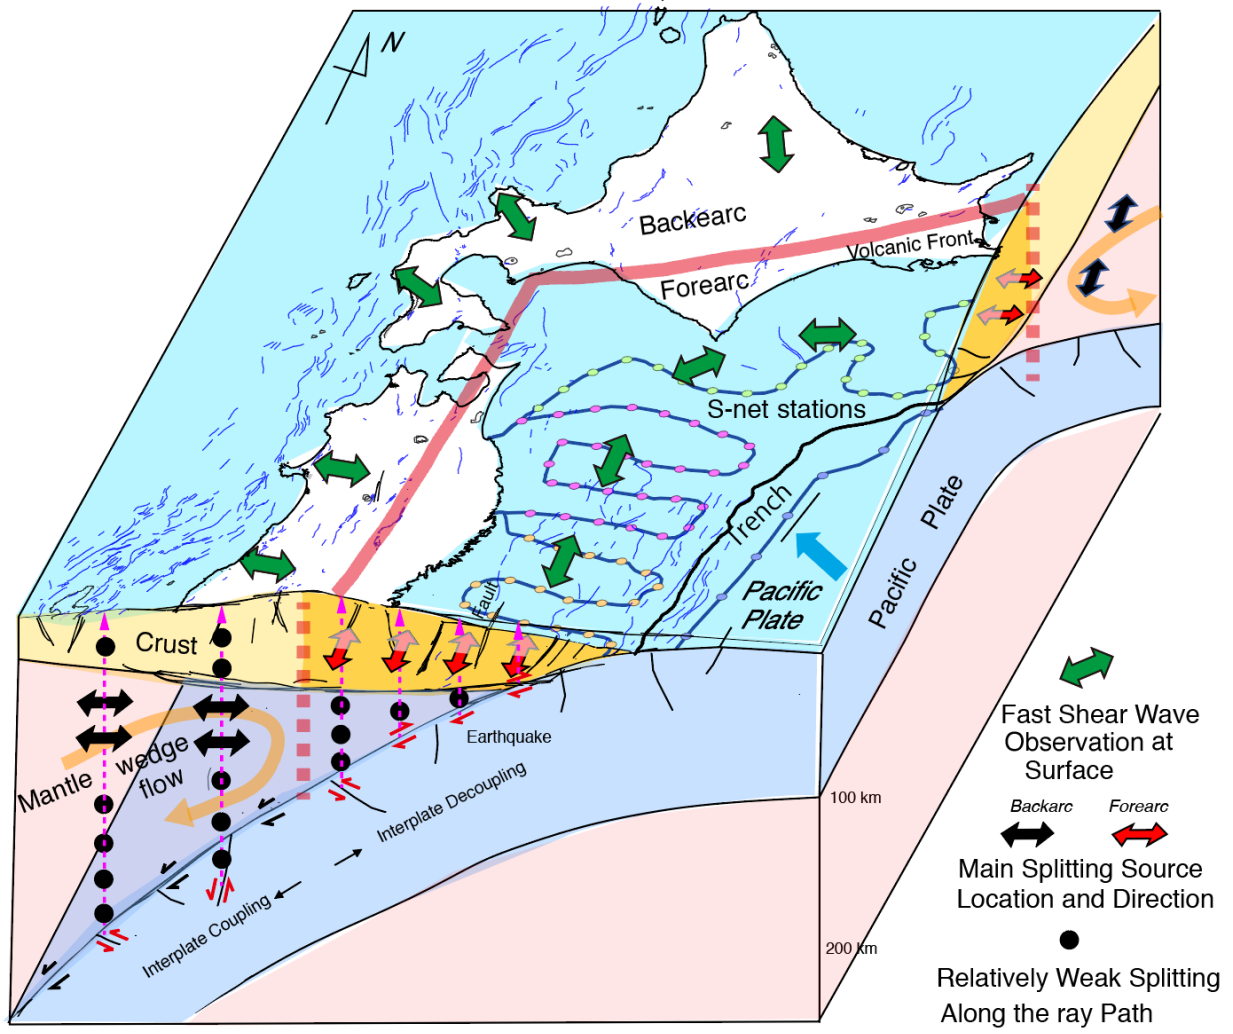 N
Backearc
Volcanic Front
Forearc
S-net stations
Trench
Pacific
Plate
Pacific Plate
Fault
Crust
Earthquake
Mantle wedge
flow
Interplate Decoupling
Interplate Coupling
100 km
200 km
Fast Shear Wave
Observation at
Surface
Backarc Forearc
Main Splitting Source
Location and Direction
Relatively Weak Splitting
Along the ray Path